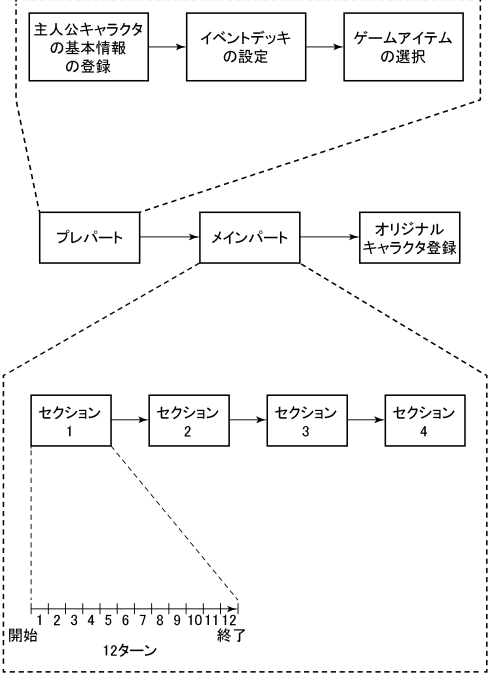 主人公キャラクタ
の基本情報
の登録
イベントデッキ
の設定
ゲームアイテム
の選択
プレパート
メインパート
オリジナル
キャラクタ登録
セクション
1
セクション
2
セクション
3
セクション
4
1 2 3 4 5 6 7 8 9 10 11 12
開始
終了
12ターン